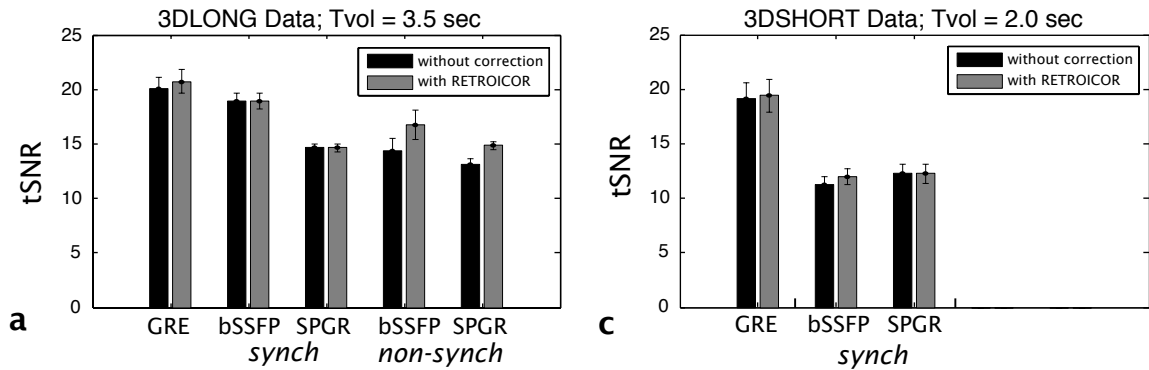 3DLONG Data; Tvol = 3.5 sec
25
20
15
10
5
0
tSNR
without correction
with RETROICOR
GRE bSSFP SPGR bSSFP SPGR
synch non-synch
a
3DSHORT Data; Tvol = 2.0 sec
25
20
15
10
5
0
tSNR
without correction
with RETROICOR
GRE bSSFP SPGR
synch
c